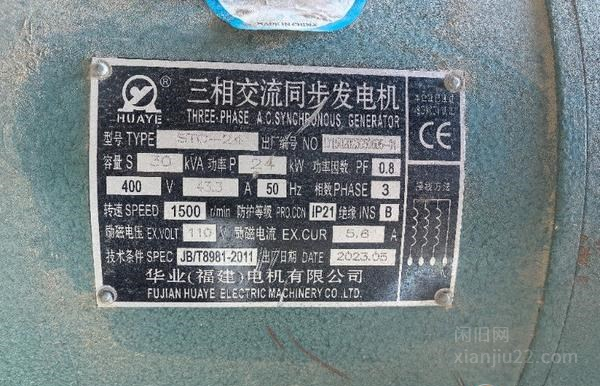 MADE IN CHINA
HUAYE ®
三相交流同步发电机
THREE-PHASE A.C.SYNCHRONOUS GENERATOR
型号 TYPE STC-24 出厂编号 NO
容量 S 30 kVA 功率 P 24 kW 功率因数 PF 0.8
400 V 43.3 A 50 Hz 相数 PHASE 3
转速 SPEED 1500 r/min 防护等级 PRO.CON IP21 绝缘 INS B
励磁电压 EX.VOLT 110 V 励磁电流 EX.CUR 5.6 A
技术条件 SPEC JB/T8981-2011 出厂日期 DATE 2023.05
华业(福建)电机有限公司
FUJIAN HUAYE ELECTRIC MACHINERY CO.,LTD.
CE
接线方法
闲旧网
xianjiu22.com